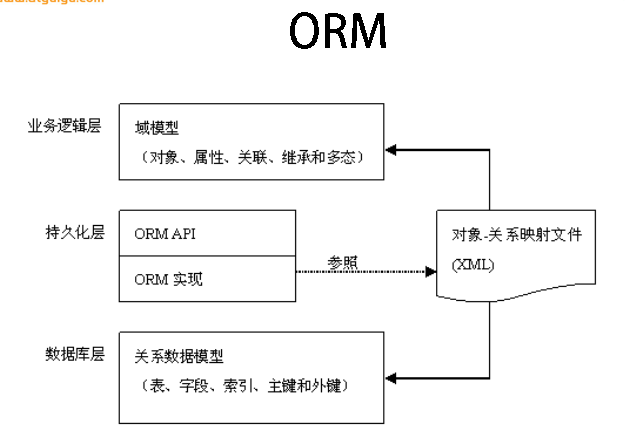 ORM
业务逻辑层
域模型
（对象、属性、关联、继承和多态）
持久化层
ORM API
ORM 实现
参照
对象-关系映射文件
(XML)
数据库层
关系数据模型
（表、字段、索引、主键和外键）